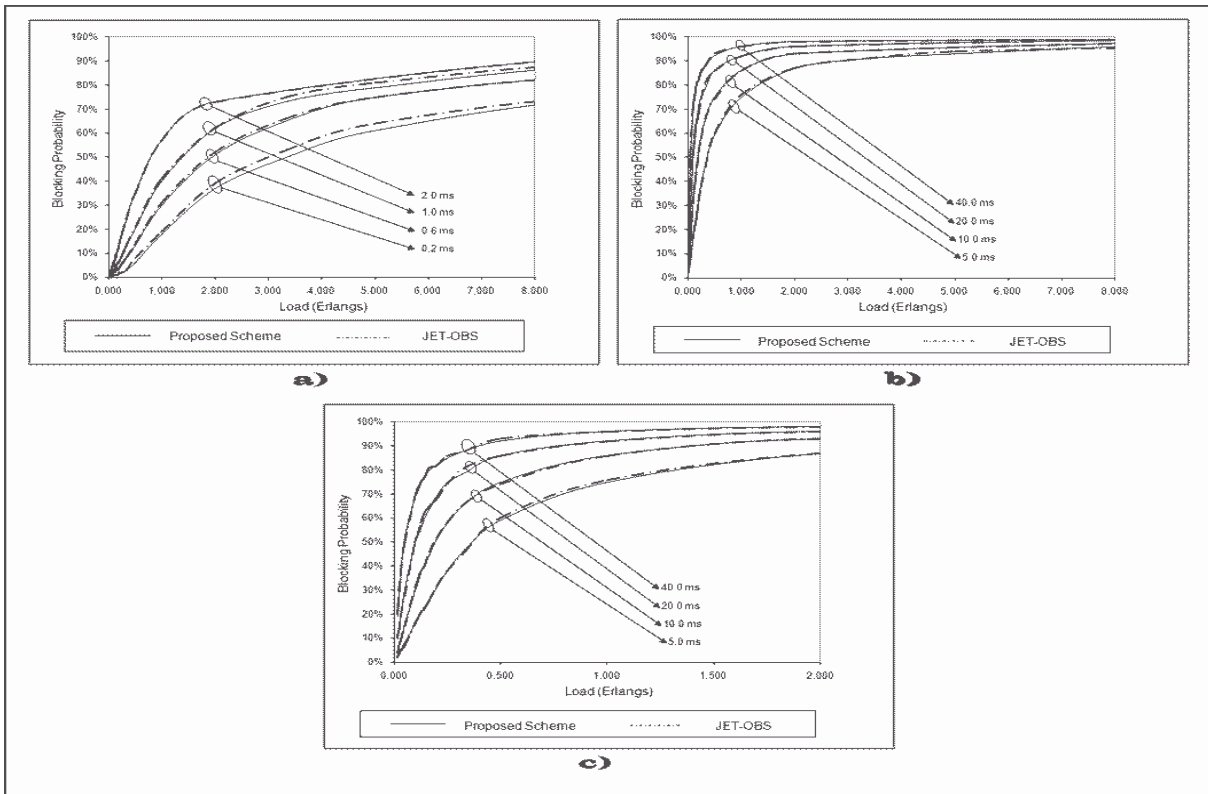 100%
90%
80%
70%
60%
50%
40%
30%
20%
10%
0%
Blocking Probability
2.0 ms
1.0 ms
0.6 ms
0.2 ms
0.000 1.000 2.000 3.000 4.000 5.000 6.000 7.000 8.000
Load (Erlangs)
Proposed Scheme JET-OBS
a)
100%
90%
80%
70%
60%
50%
40%
30%
20%
10%
0%
Blocking Probability
40.0 ms
20.0 ms
10.0 ms
5.0 ms
0.000 1.000 2.000 3.000 4.000 5.000 6.000 7.000 8.000
Load (Erlangs)
Proposed Scheme JET-OBS
b)
100%
90%
80%
70%
60%
50%
40%
30%
20%
10%
0%
Blocking Probability
40.0 ms
20.0 ms
10.0 ms
5.0 ms
0.000 0.500 1.000 1.500 2.000
Load (Erlangs)
Proposed Scheme JET-OBS
c)